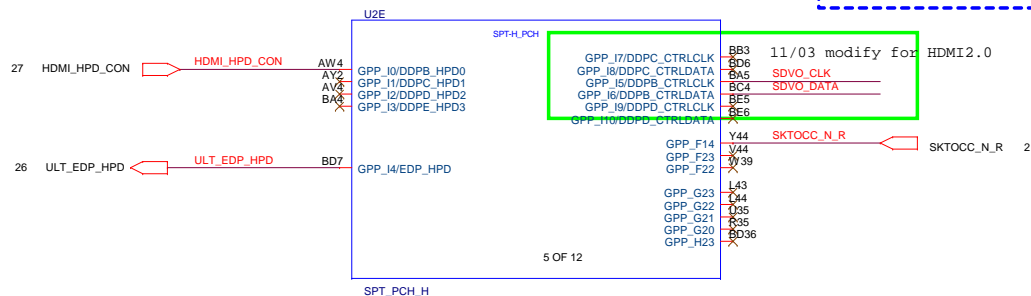 U2E
SPT-H_PCH
27 HDMI_HPD_CON HDMI_HPD_CON AW4 GPP_I0/DDPB_HPD0
AY2 GPP_I1/DDPC_HPD1
AV4 GPP_I2/DDPD_HPD2
BA4 GPP_I3/DDPE_HPD3
26 ULT_EDP_HPD ULT_EDP_HPD BD7 GPP_I4/EDP_HPD
GPP_I7/DDPC_CTRLCLK BB3 11/03 modify for HDMI2.0
GPP_I8/DDPC_CTRLDATA BD6
GPP_I5/DDPB_CTRLCLK BA5 SDVO_CLK
GPP_I6/DDPB_CTRLDATA BC4 SDVO_DATA
GPP_I9/DDPD_CTRLCLK BE5
GPP_I10/DDPD_CTRLDATA BE6
GPP_F14 Y44 SKTOCC_N_R SKTOCC_N_R 2
GPP_F23 V44
GPP_F22 W39
GPP_G23 L43
GPP_G22 L44
GPP_G21 U35
GPP_G20 R35
GPP_H23 BD36
5 OF 12
SPT_PCH_H